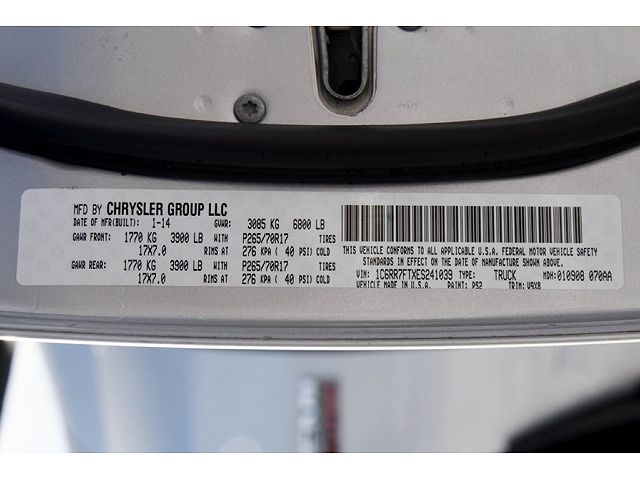 MFD BY CHRYSLER GROUP LLC
DATE OF MFR(BUILT): 1-14 GVWR: 3085 KG 6800 LB
GAWR FRONT: 1770 KG 3900 LB WITH P265/70R17 TIRES
17X7.0 RIMS AT 276 KPA ( 40 PSI) COLD
GAWR REAR: 1770 KG 3900 LB WITH P265/70R17 TIRES
17X7.0 RIMS AT 276 KPA ( 40 PSI) COLD
THIS VEHICLE CONFORMS TO ALL APPLICABLE U.S.A. FEDERAL MOTOR VEHICLE SAFETY
STANDARDS IN EFFECT ON THE DATE OF MANUFACTURE SHOWN ABOVE.
VIN: 1C6RR7FTXES241039 TYPE: TRUCK MDH:010908 070AA
VEHICLE MADE IN U.S.A. PAINT: PS2 TRIM: V9X8